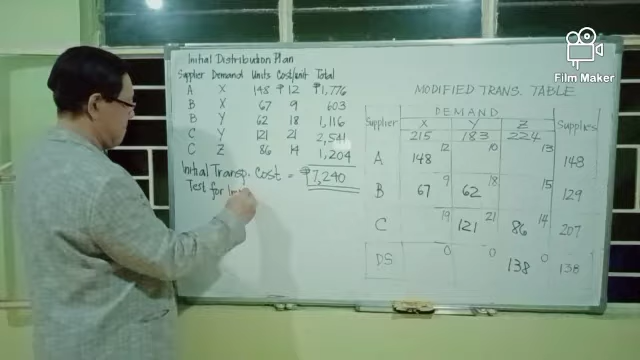 Initial Distribution Plan
Supplier Demand Units Cost/unit Total
A X 148 ₱12 ₱1,776
B X 67 9 603
B Y 62 18 1,116
C Y 121 21 2,541
C Z 86 14 1,204
Initial Transp. Cost = ₱7,240
Test for
MODIFIED TRANS. TABLE
Supplier DEMAND Supplies
X Y Z
215 183 224
A 148 12 10 13 148
B 67 9 62 18 15 129
C 19 121 21 86 14 207
DS 0 0 138 0 138
Film Maker